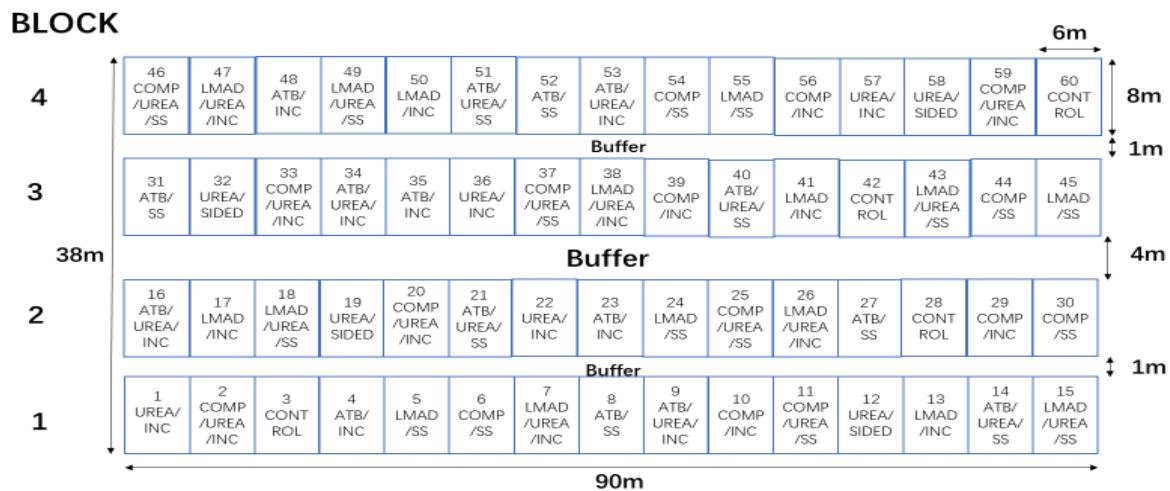 BLOCK
6m
4
46 COMP /UREA /SS
47 LMAD /UREA /INC
48 ATB/ INC
49 LMAD /UREA /SS
50 LMAD /INC
51 ATB/ UREA/ SS
52 ATB/ SS
53 ATB/ UREA/ INC
54 COMP /SS
55 LMAD /SS
56 COMP /INC
57 UREA/ INC
58 UREA/ SIDED
59 COMP /UREA /INC
60 CONT ROL
8m
Buffer
1m
3
31 ATB/ SS
32 UREA/ SIDED
33 COMP /UREA /INC
34 ATB/ UREA/ INC
35 ATB/ INC
36 UREA/ INC
37 COMP /UREA /SS
38 LMAD /UREA /INC
39 COMP /INC
40 ATB/ UREA/ SS
41 LMAD /INC
42 CONT ROL
43 LMAD /UREA /SS
44 COMP /SS
45 LMAD /SS
38m
Buffer
4m
2
16 ATB/ UREA/ INC
17 LMAD /INC
18 LMAD /UREA /SS
19 UREA/ SIDED
20 COMP /UREA /INC
21 ATB/ UREA/ SS
22 UREA/ INC
23 ATB/ INC
24 LMAD /SS
25 COMP /UREA /SS
26 LMAD /UREA /INC
27 ATB/ SS
28 CONT ROL
29 COMP /INC
30 COMP /SS
Buffer
1m
1
1 UREA/ INC
2 COMP /UREA /INC
3 CONT ROL
4 ATB/ INC
5 LMAD /SS
6 COMP /SS
7 LMAD /UREA /INC
8 ATB/ SS
9 ATB/ UREA/ INC
10 COMP /INC
11 COMP /UREA /SS
12 UREA/ SIDED
13 LMAD /INC
14 ATB/ UREA/ SS
15 LMAD /UREA /SS
90m